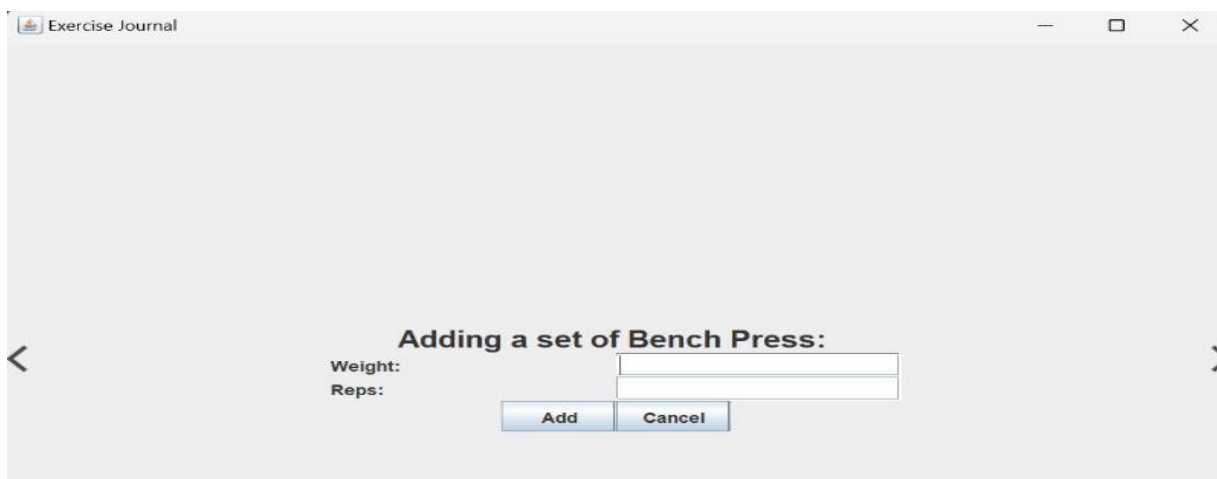 Exercise Journal
Adding a set of Bench Press:
Weight:
Reps:
Add Cancel